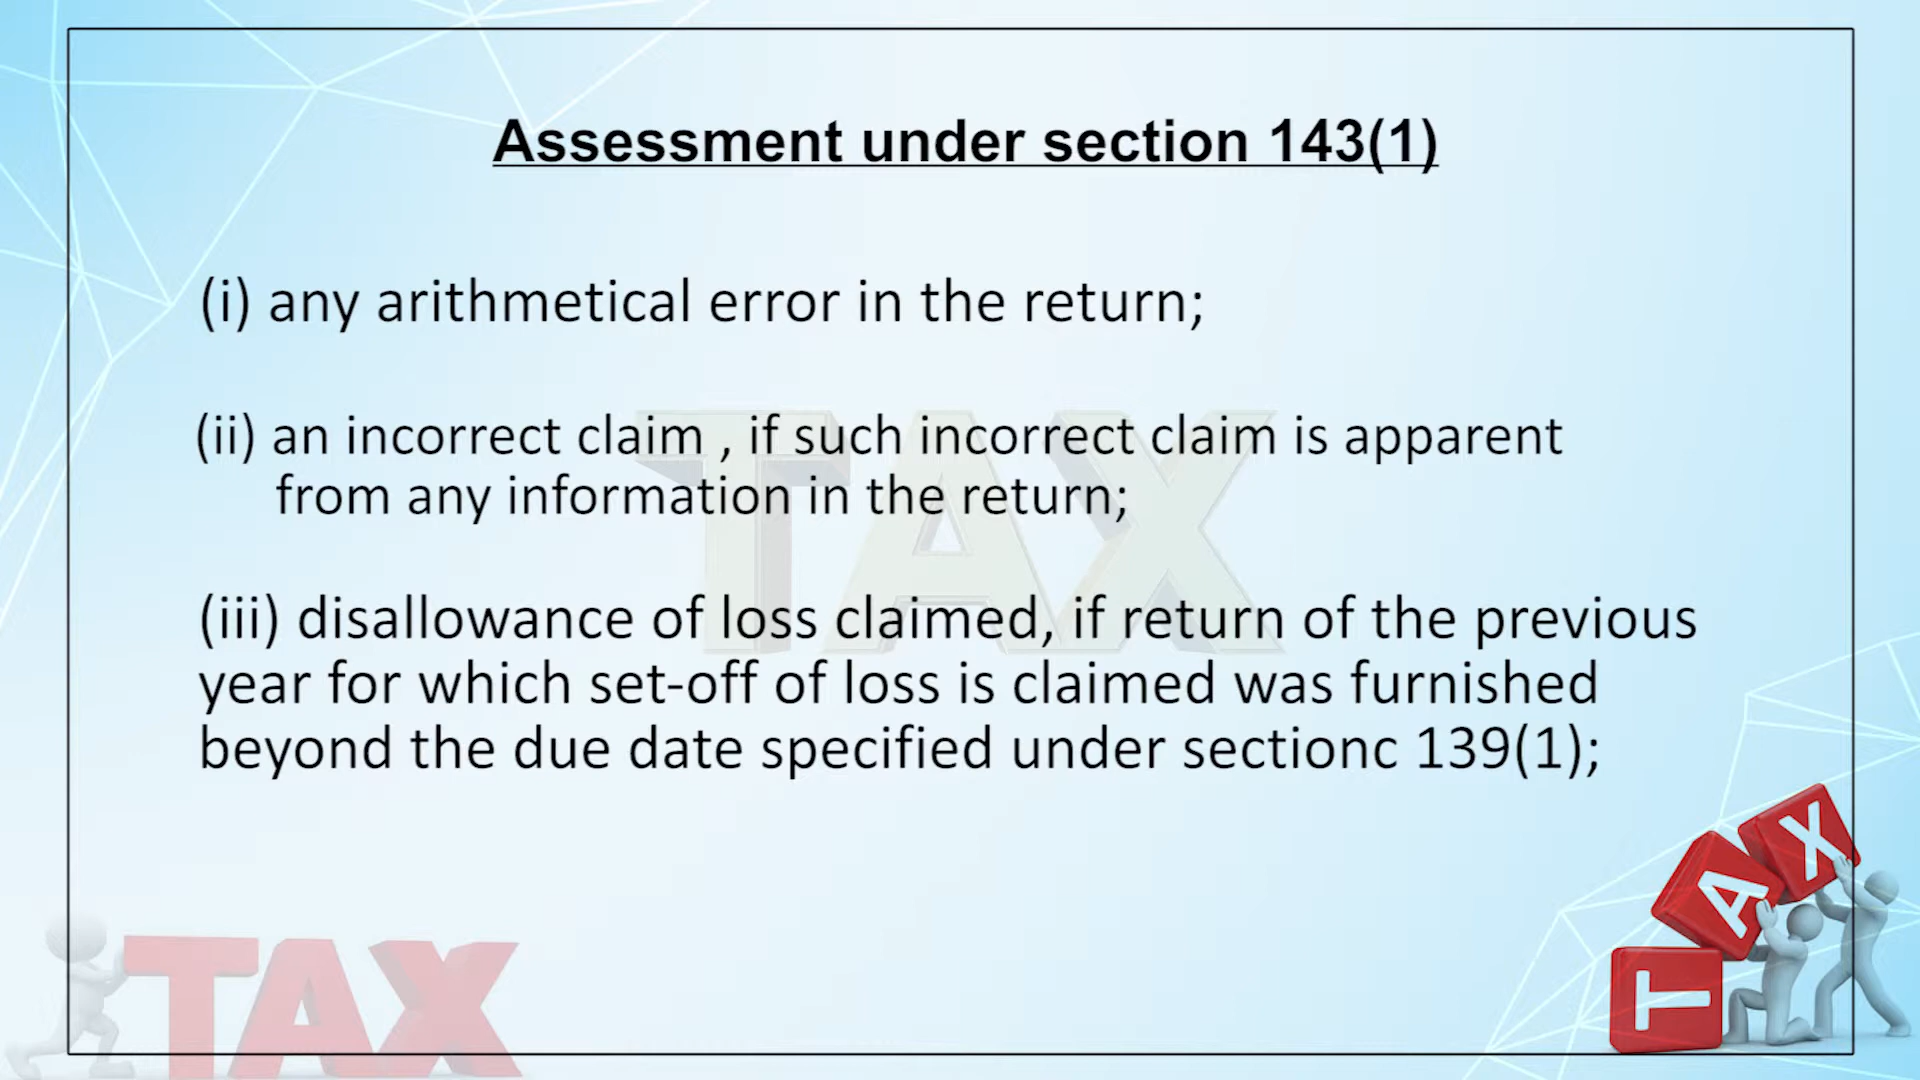 Assessment under section 143(1)
(i) any arithmetical error in the return;
(ii) an incorrect claim , if such incorrect claim is apparent
from any information in the return;
(iii) disallowance of loss claimed, if return of the previous
year for which set-off of loss is claimed was furnished
beyond the due date specified under sectionc 139(1);
TAX
TAX
TAX